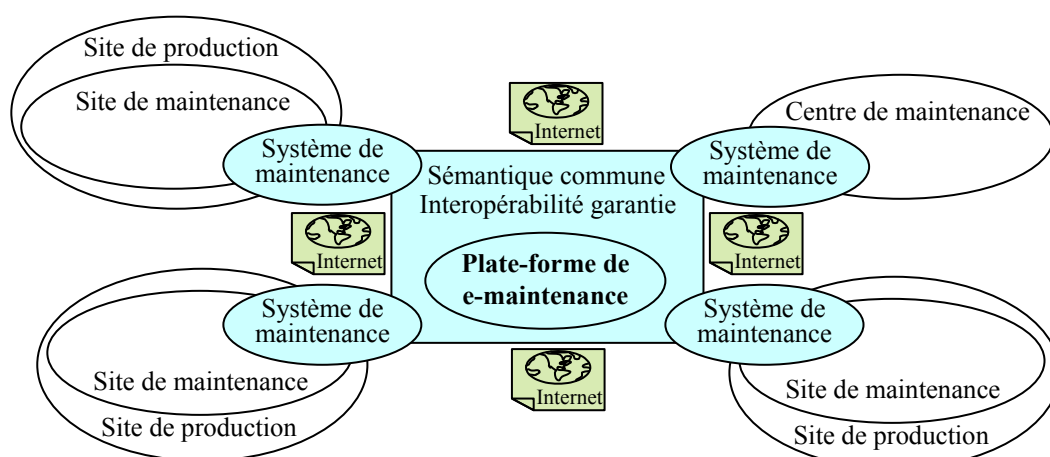 Site de production
Site de maintenance
Système de
maintenance
Internet
Centre de maintenance
Système de
maintenance
Sémantique commune
Interopérabilité garantie
Internet
Internet
Plate-forme de
e-maintenance
Système de
maintenance
Site de maintenance
Site de production
Internet
Système de
maintenance
Site de maintenance
Site de production